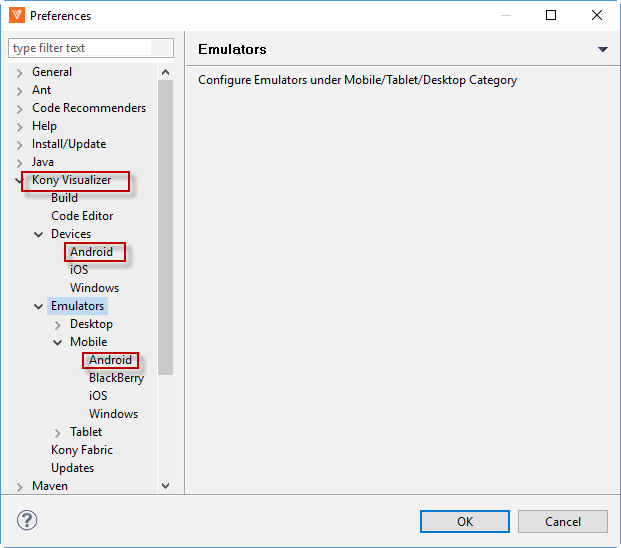 Preferences
type filter text
General
Ant
Code Recommenders
Help
Install/Update
Java
Kony Visualizer
Build
Code Editor
Devices
Android
iOS
Windows
Emulators
Desktop
Mobile
Android
BlackBerry
iOS
Windows
Tablet
Kony Fabric
Updates
Maven
Emulators
Configure Emulators under Mobile/Tablet/Desktop Category
?
OK
Cancel